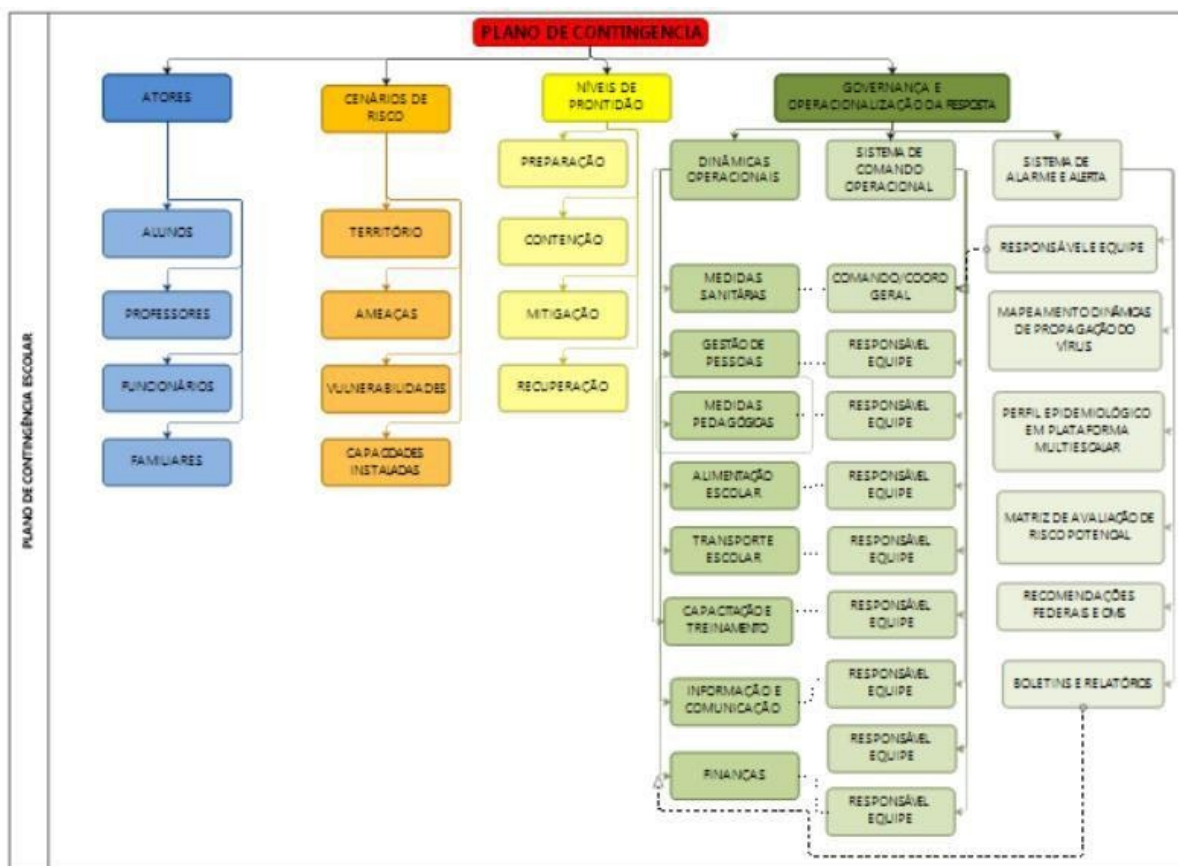 PLANO DE CONTINGÊNCIA ESCOLAR
PLANO DE CONTINGENCIA
ATORES
ALUNOS
PROFESSORES
FUNCIONÁRIOS
FAMILIARES
CENÁRIOS DE
RISCO
TERRITÓRIO
AMEAÇAS
VULNERABILIDADES
CAPACIDADES
INSTALADAS
NÍVEIS DE
PRONTIDÃO
PREPARAÇÃO
CONTENÇÃO
MITIGAÇÃO
RECUPERAÇÃO
GOVERNANÇA E
OPERACIONALIZAÇÃO DA RESPOSTA
DINÂMICAS
OPERACIONAIS
MEDIDAS
SANITÁRIAS
GESTÃO DE
PESSOAS
MEDIDAS
PEDAGÓGICAS
ALIMENTAÇÃO
ESCOLAR
TRANSPORTE
ESCOLAR
CAPACITAÇÃO E
TREINAMENTO
INFORMAÇÃO E
COMUNICAÇÃO
FINANÇAS
SISTEMA DE
COMANDO
OPERACIONAL
COMANDO/COORD
GERAL
RESPONSÁVEL
EQUIPE
RESPONSÁVEL
EQUIPE
RESPONSÁVEL
EQUIPE
RESPONSÁVEL
EQUIPE
RESPONSÁVEL
EQUIPE
RESPONSÁVEL
EQUIPE
RESPONSÁVEL
EQUIPE
RESPONSÁVEL
EQUIPE
SISTEMA DE
ALARME E ALERTA
RESPONSÁVEL E EQUIPE
MAPEAMENTO DINÂMICAS
DE PROPAGAÇÃO DO
VÍRUS
PERFIL EPIDEMIOLÓGICO
EM PLATAFORMA
MULTIESCALAR
MATRIZ DE AVALIAÇÃO DE
RISCO POTENCIAL
RECOMENDAÇÕES
FEDERAIS E OMS
BOLETINS E RELATÓRIOS